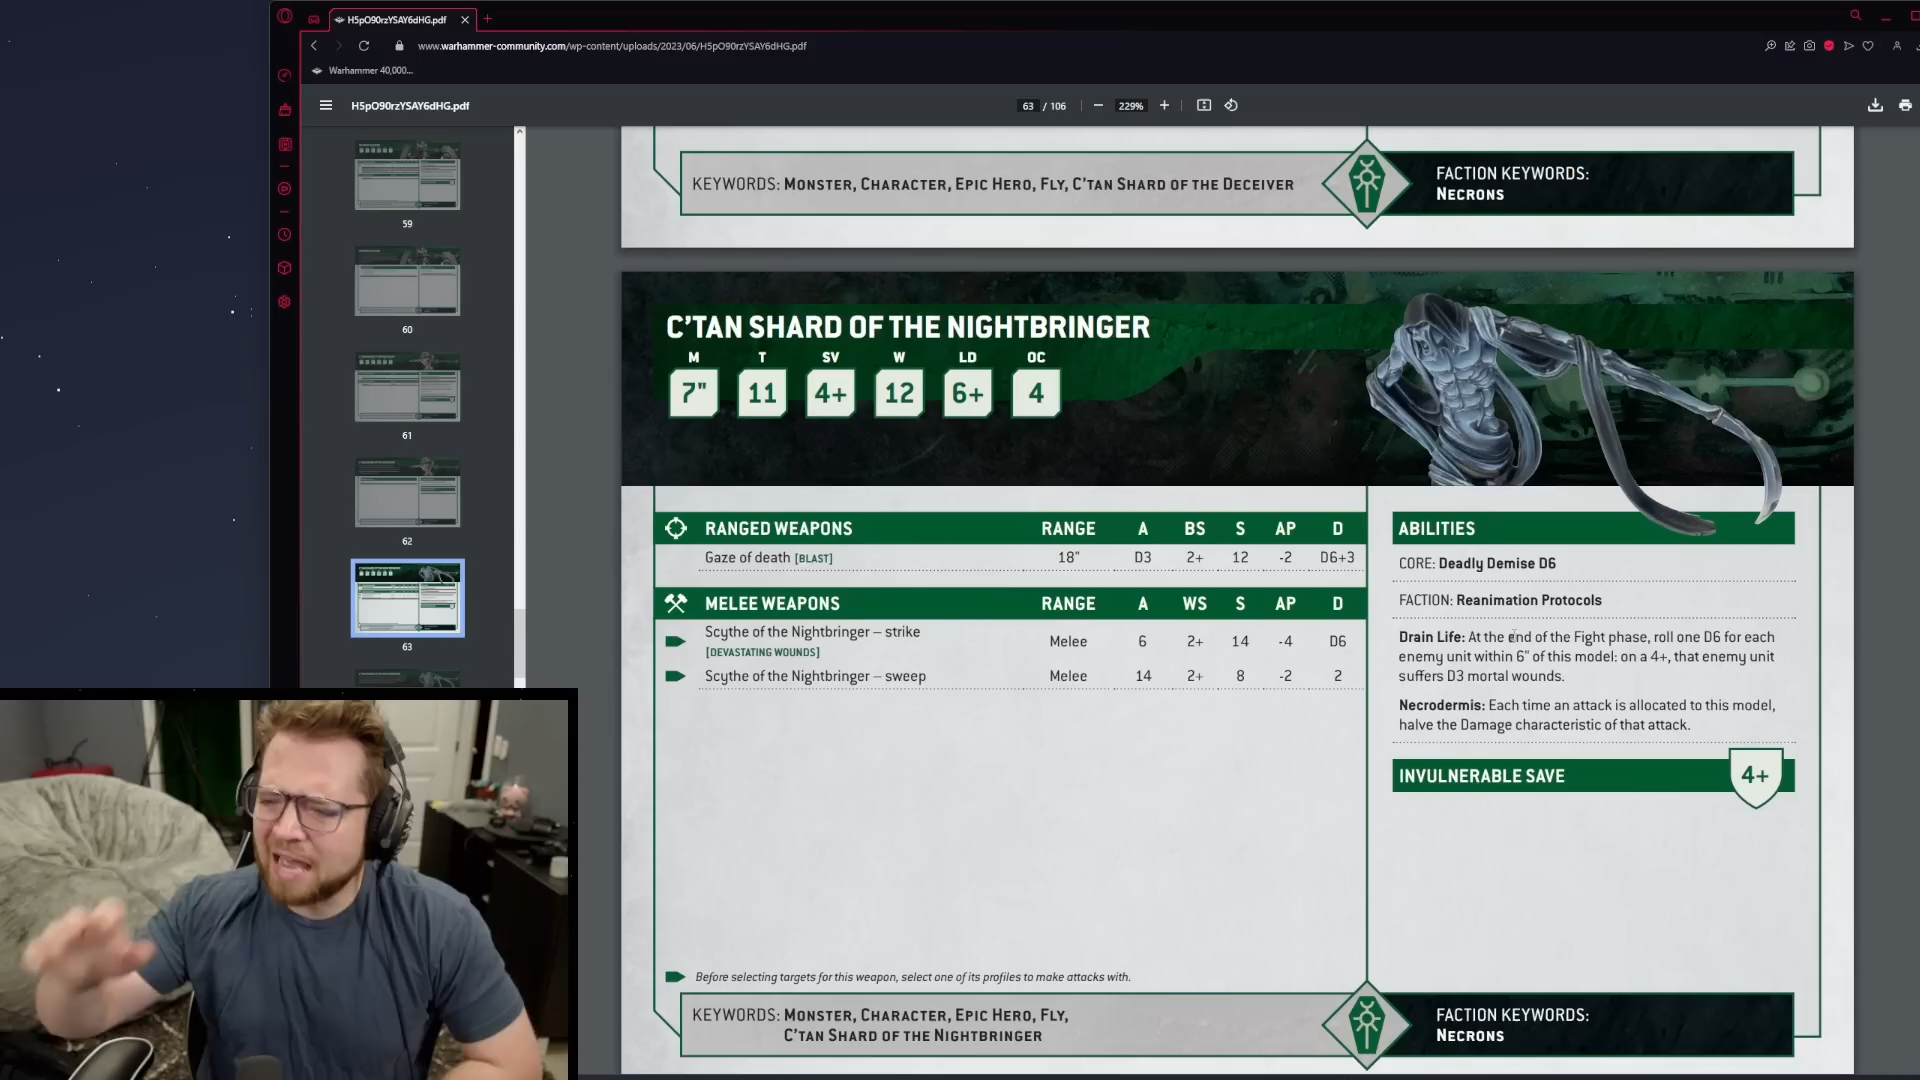 H5pO90rzYSAY6dHG.pdf
www.warhammer-community.com/wp-content/uploads/2023/06/H5pO90rzYSAY6dHG.pdf
Warhammer 40,000...
H5pO90rzYSAY6dHG.pdf
63 / 106
229%
59
60
61
62
63
KEYWORDS: MONSTER, CHARACTER, EPIC HERO, FLY, C'TAN SHARD OF THE DECEIVER
FACTION KEYWORDS:
NECRONS
C'TAN SHARD OF THE NIGHTBRINGER
M T SV W LD OC
7" 11 4+ 12 6+ 4
RANGED WEAPONS RANGE A BS S AP D
Gaze of death [BLAST] 18" D3 2+ 12 -2 D6+3
MELEE WEAPONS RANGE A WS S AP D
Scythe of the Nightbringer – strike
[DEVASTATING WOUNDS] Melee 6 2+ 14 -4 D6
Scythe of the Nightbringer – sweep Melee 14 2+ 8 -2 2
Before selecting targets for this weapon, select one of its profiles to make attacks with.
ABILITIES
CORE: Deadly Demise D6
FACTION: Reanimation Protocols
Drain Life: At the end of the Fight phase, roll one D6 for each
enemy unit within 6" of this model: on a 4+, that enemy unit
suffers D3 mortal wounds.
Necrodermis: Each time an attack is allocated to this model,
halve the Damage characteristic of that attack.
INVULNERABLE SAVE 4+
KEYWORDS: MONSTER, CHARACTER, EPIC HERO, FLY,
C'TAN SHARD OF THE NIGHTBRINGER
FACTION KEYWORDS:
NECRONS